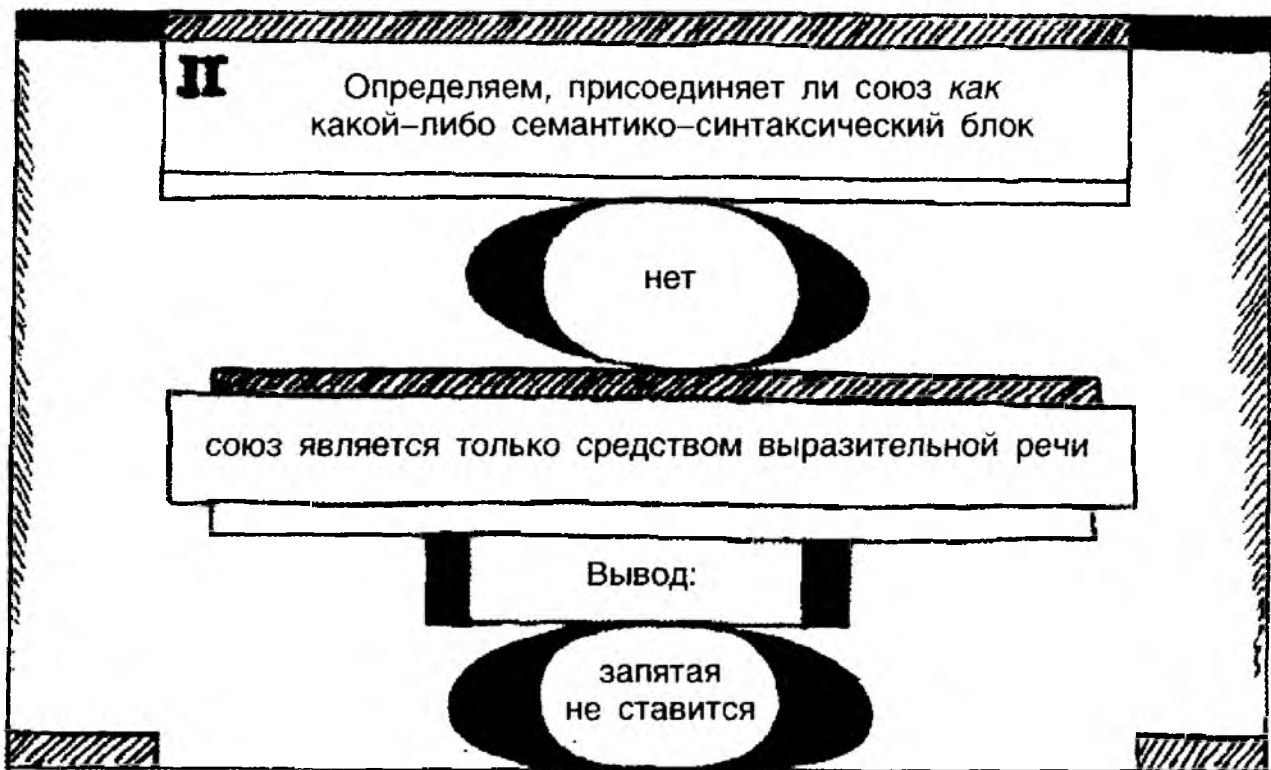 II
Определяем, присоединяет ли союз как
какой-либо семантико-синтаксический блок
нет
союз является только средством выразительной речи
Вывод:
запятая
не ставится